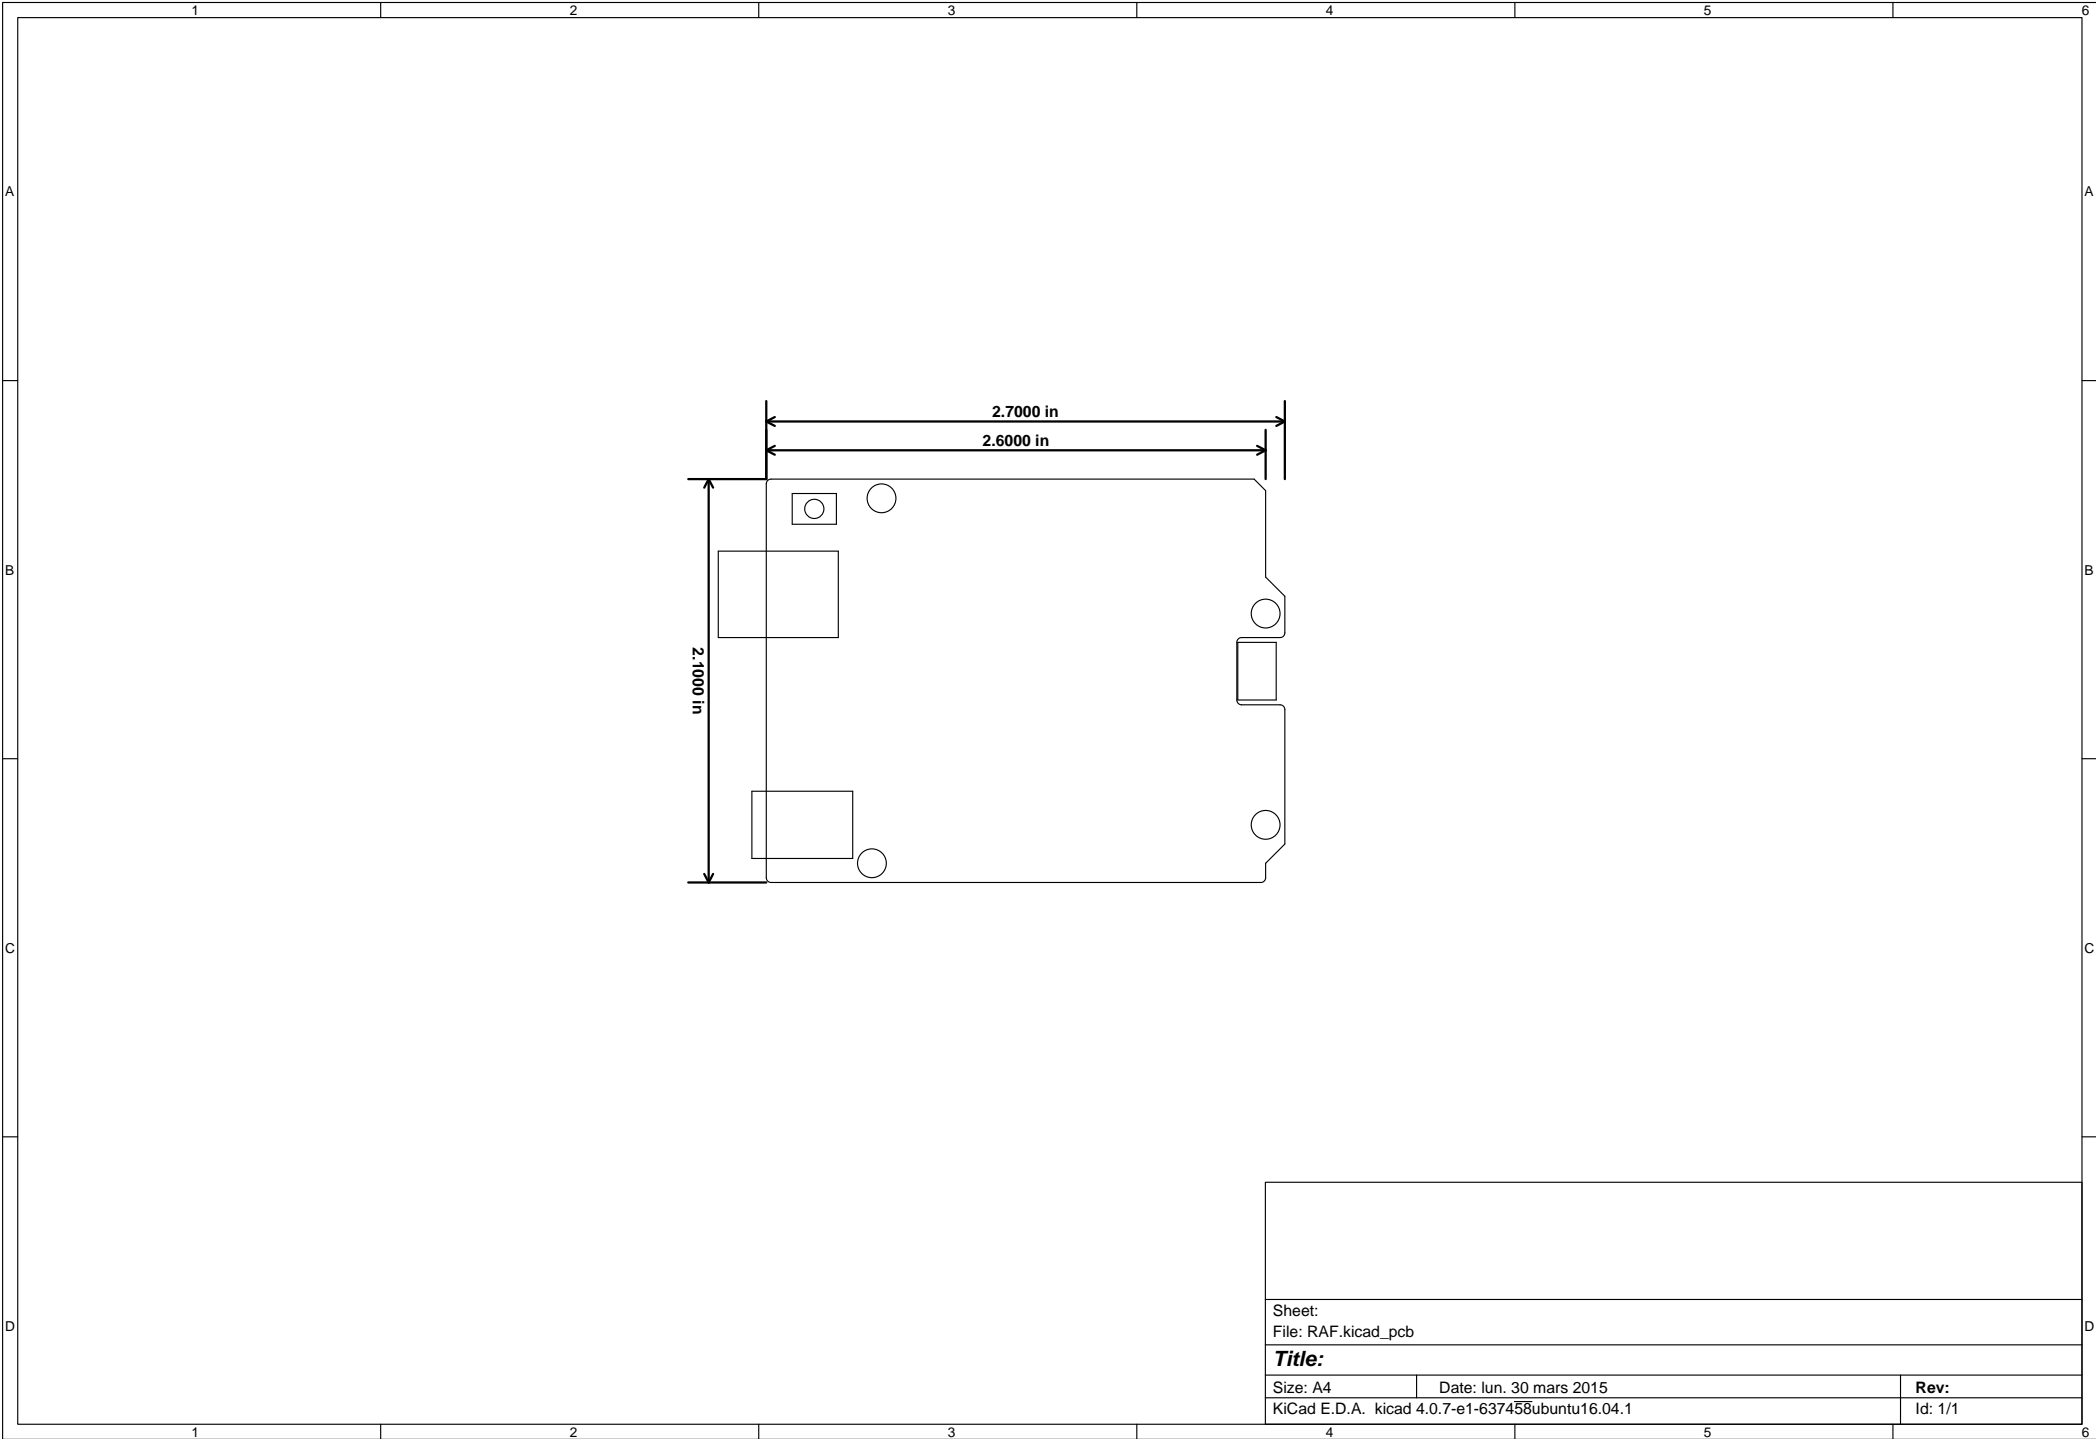 1 2 3 4 5 6
A A
2.7000 in
2.6000 in
B B
2.1000 in
C C
Sheet:
File: RAF.kicad_pcb
D D
Title:
Size: A4 Date: lun. 30 mars 2015 Rev:
KiCad E.D.A. kicad 4.0.7-e1-637458ubuntu16.04.1 Id: 1/1
1 2 3 4 5 6